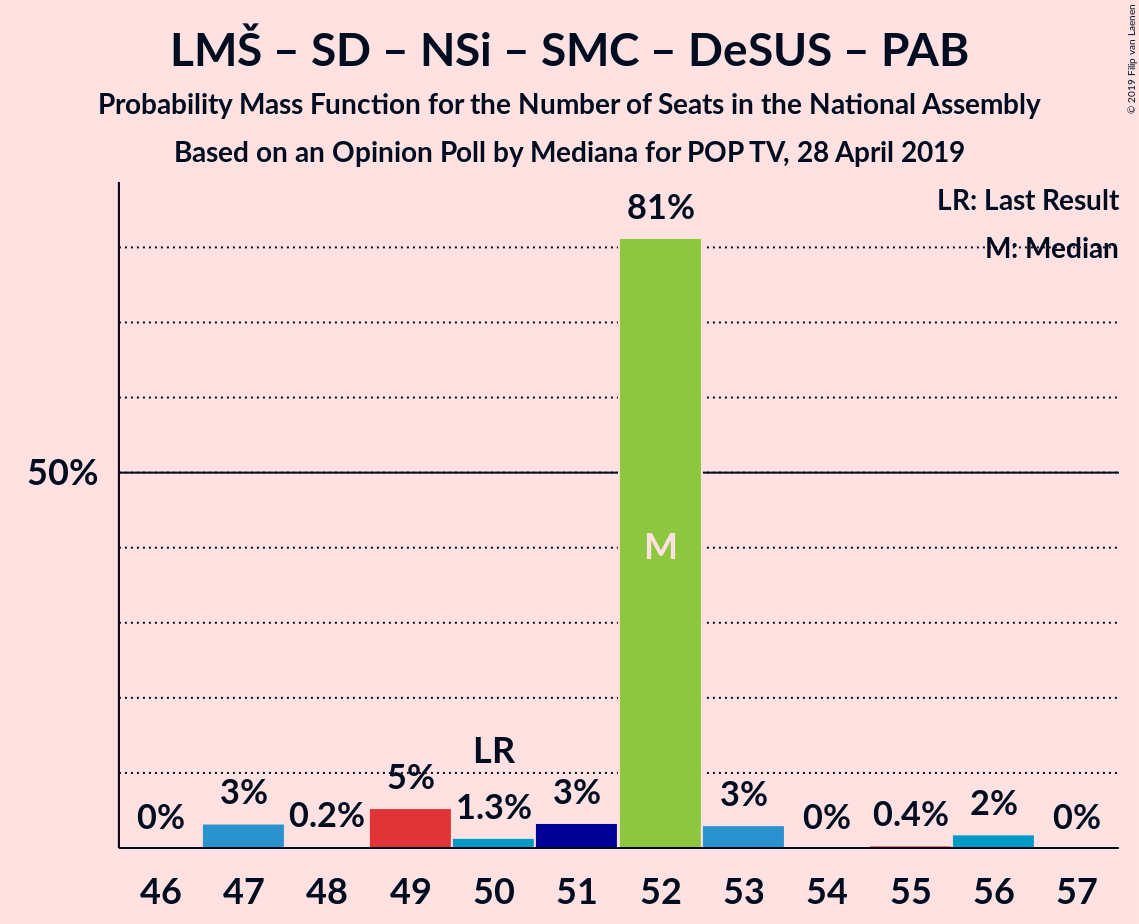 LMŠ – SD – NSi – SMC – DeSUS – PAB
Probability Mass Function for the Number of Seats in the National Assembly
Based on an Opinion Poll by Mediana for POP TV, 28 April 2019
© 2019 Filip van Laenen
LR: Last Result
M: Median
81%
50%
M
LR
0% 3% 0.2% 5% 1.3% 3% 3% 0% 0.4% 2% 0%
46 47 48 49 50 51 52 53 54 55 56 57